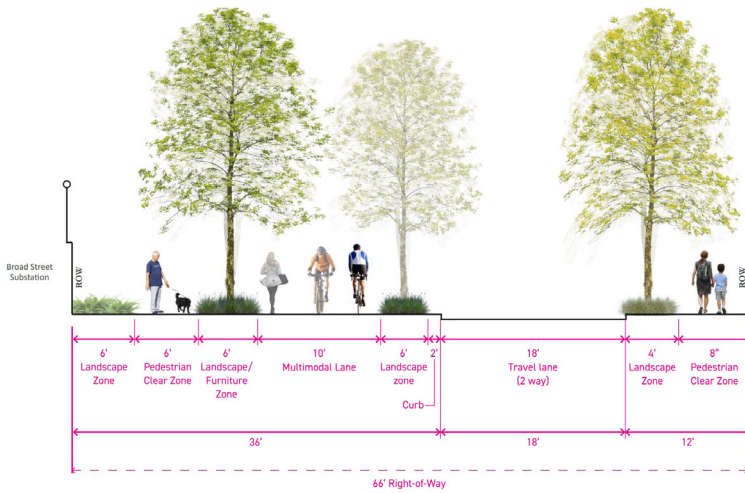 Broad Street
Substation
ROW
ROW
6'
Landscape
Zone
6'
Pedestrian
Clear Zone
6'
Landscape/
Furniture
Zone
10'
Multimodal Lane
6'
Landscape
zone
2'
Curb
18'
Travel lane
(2 way)
4'
Landscape
Zone
8"
Pedestrian
Clear Zone
36'
18'
12'
66' Right-of-Way